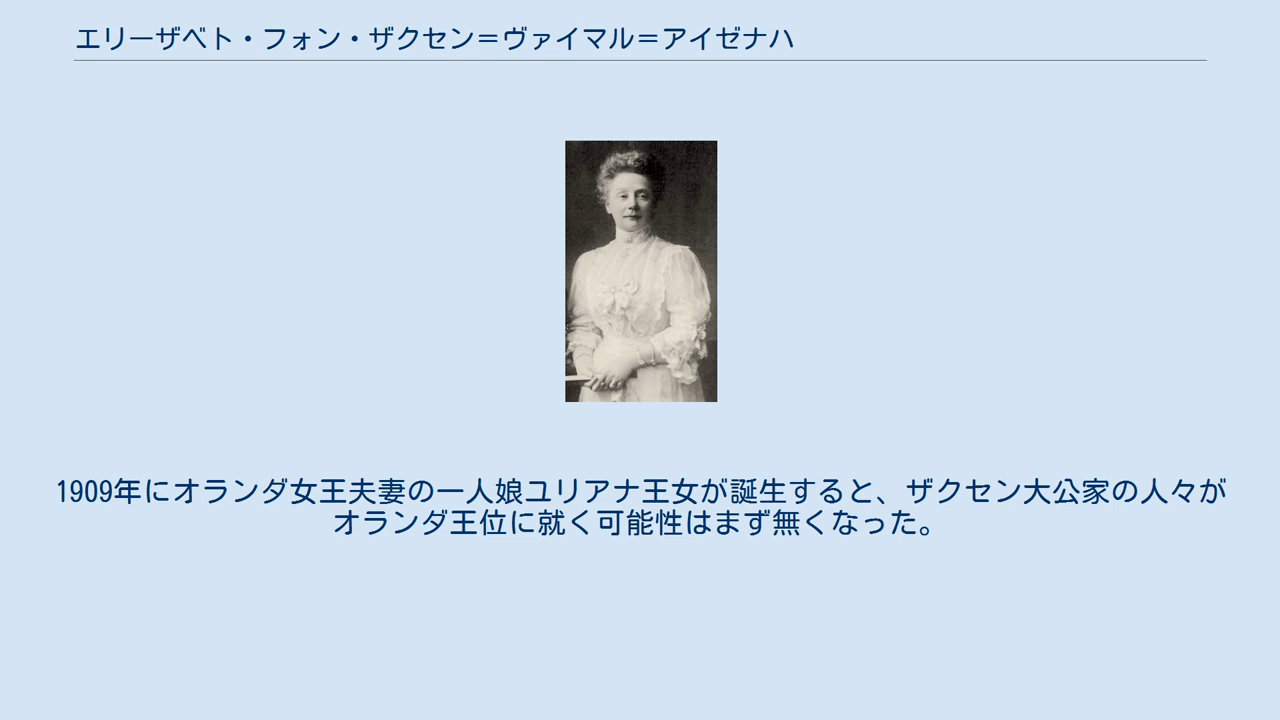 エリーザベト・フォン・ザクセン＝ヴァイマル＝アイゼナハ
1909年にオランダ女王夫妻の一人娘ユリアナ王女が誕生すると、ザクセン大公家の人々が
オランダ王位に就く可能性はまず無くなった。